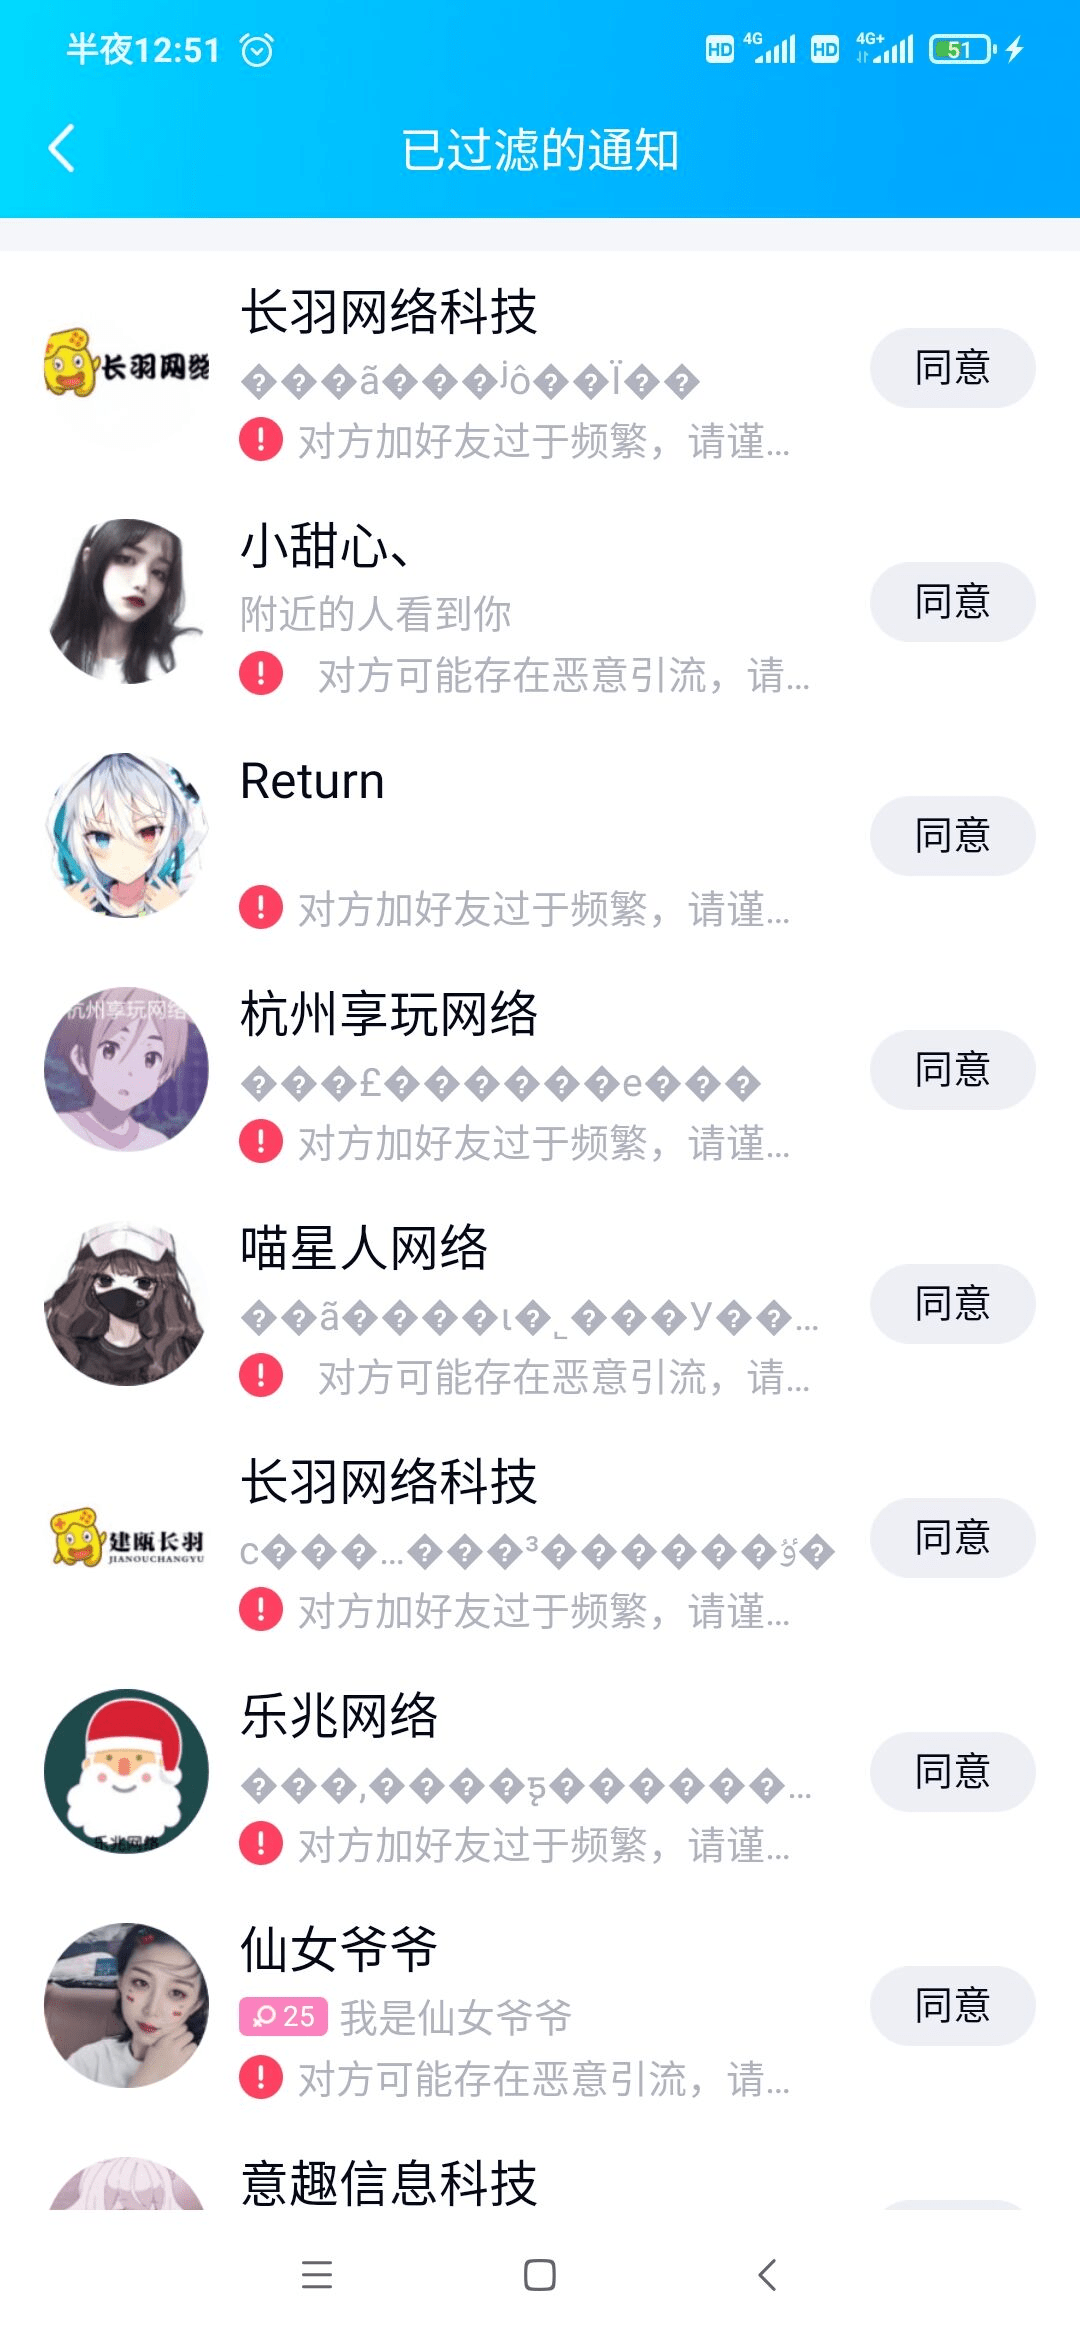 半夜12:51
HD 4G HD 4G+ 51
已过滤的通知
长羽网络
长羽网络科技
���ã���ʲô��Ï��
对方加好友过于频繁，请谨...
同意
小甜心、
附近的人看到你
对方可能存在恶意引流，请...
同意
Return
对方加好友过于频繁，请谨...
同意
杭州享玩网络
杭州享玩网络
���£������e���
对方加好友过于频繁，请谨...
同意
喵星人网络
对方可能存在恶意引流，请...
同意
建瓯长羽
JIANOUCHANGYU
长羽网络科技
对方加好友过于频繁，请谨...
同意
乐兆网络
乐兆网络
对方加好友过于频繁，请谨...
同意
仙女爷爷
25 我是仙女爷爷
对方可能存在恶意引流，请...
同意
意趣信息科技